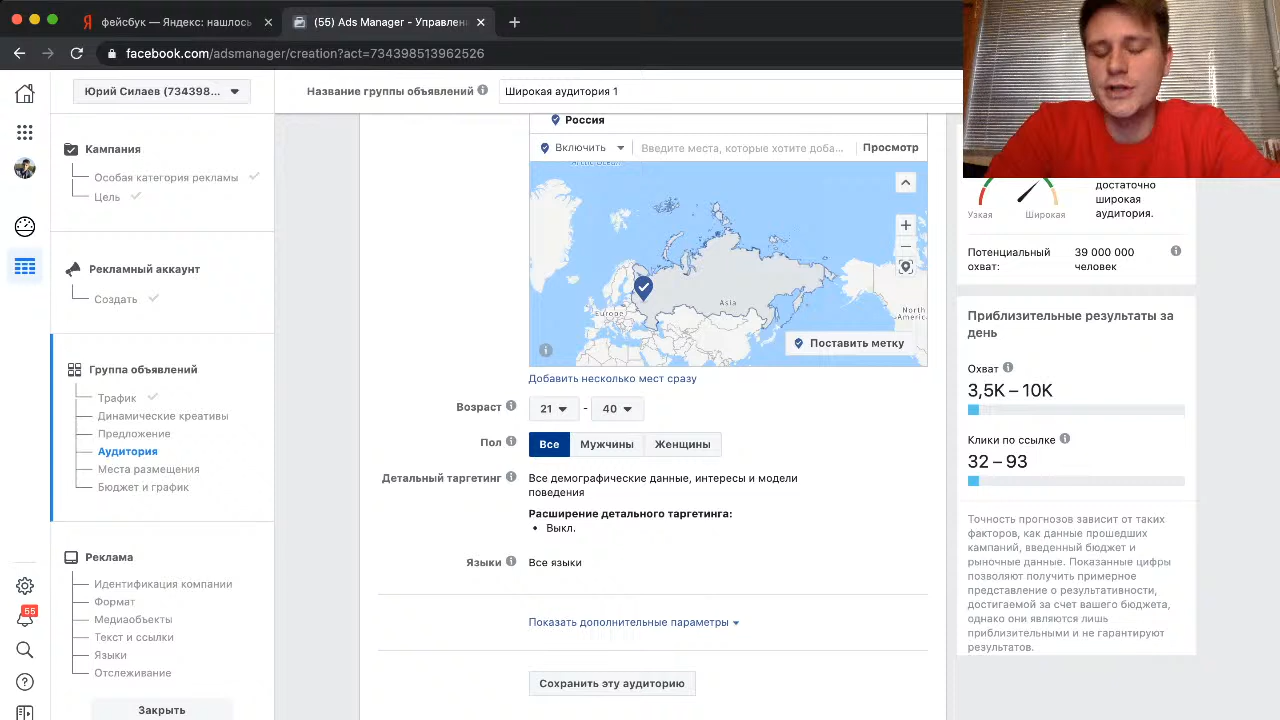 фейсбук — Яндекс: нашлось
(55) Ads Manager - Управлен
facebook.com/adsmanager/creation?act=734398513962526
Юрий Силаев (734398...
Название группы объявлений
Широкая аудитория 1
Кампания
Особая категория рекламы
Цель
Рекламный аккаунт
Создать
Группа объявлений
Трафик
Динамические креативы
Предложение
Аудитория
Места размещения
Бюджет и график
Реклама
Идентификация компании
Формат
Медиаобъекты
Текст и ссылки
Языки
Отслеживание
Закрыть
55
Россия
Включить
Введите места, которые хотите доба...
Просмотр
Europe
Asia
North
Americ
Поставить метку
Добавить несколько мест сразу
Возраст
21 - 40
Пол
Все Мужчины Женщины
Детальный таргетинг
Все демографические данные, интересы и модели
поведения
Расширение детального таргетинга:
• Выкл.
Языки
Все языки
Показать дополнительные параметры
Сохранить эту аудиторию
Узкая
Широкая
достаточно
широкая
аудитория.
Потенциальный
охват:
39 000 000
человек
Приблизительные результаты за
день
Охват
3,5K – 10K
Клики по ссылке
32 – 93
Точность прогнозов зависит от таких
факторов, как данные прошедших
кампаний, введенный бюджет и
рыночные данные. Показанные цифры
позволяют получить примерное
представление о результативности,
достигаемой за счет вашего бюджета,
однако они являются лишь
приблизительными и не гарантируют
результатов.